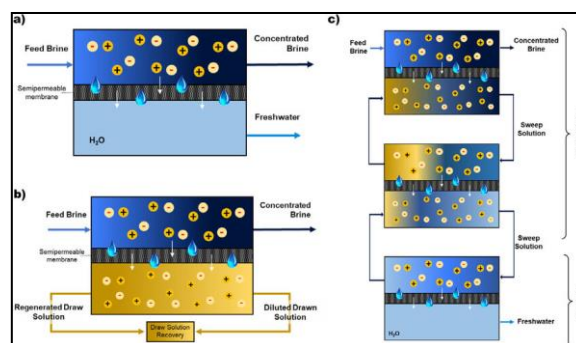 a)
Feed Brine
Concentrated
Brine
Semipermeable
membrane
H₂O
Freshwater
b)
Feed Brine
Concentrated
Brine
Semipermeable
membrane
Regenerated Draw
Solution
Diluted Drawn
Solution
Draw Solution
Recovery
c)
Feed
Brine
Concentrated
Brine
Sweep
Solution
Sweep
Solution
H₂O
Freshwater